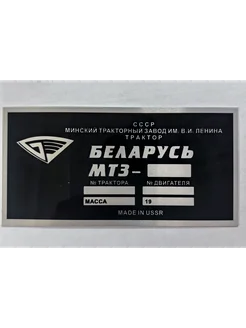 СССР
МИНСКИЙ ТРАКТОРНЫЙ ЗАВОД ИМ. В.И. ЛЕНИНА
ТРАКТОР
БЕЛАРУСЬ
МТЗ-
№ ТРАКТОРА № ДВИГАТЕЛЯ
МАССА 19
MADE IN USSR